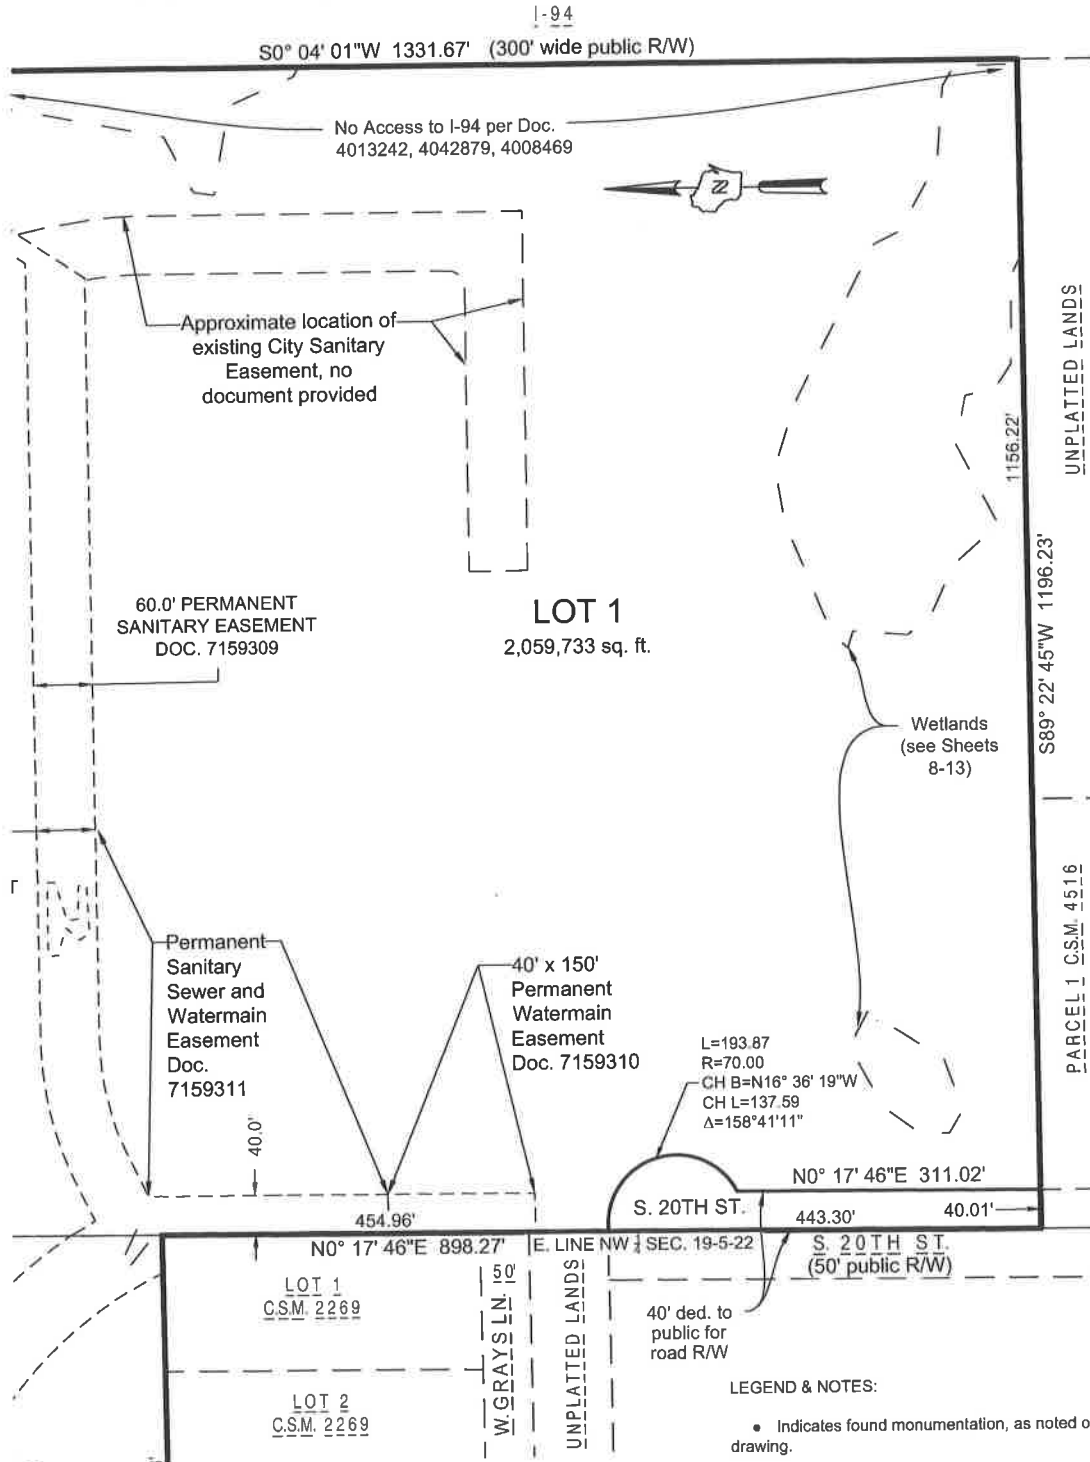 I-94
S0° 04' 01"W 1331.67' (300' wide public R/W)
No Access to I-94 per Doc.
4013242, 4042879, 4008469
N
Approximate location of
existing City Sanitary
Easement, no
document provided
UNPLATTED LANDS
1156.22'
S89° 22' 45"W 1196.23'
60.0' PERMANENT
SANITARY EASEMENT
DOC. 7159309
LOT 1
2,059,733 sq. ft.
Wetlands
(see Sheets
8-13)
PARCEL 1 C.S.M. 4516
Permanent
Sanitary
Sewer and
Watermain
Easement
Doc.
7159311
40' x 150'
Permanent
Watermain
Easement
Doc. 7159310
L=193.87
R=70.00
CH B=N16° 36' 19"W
CH L=137.59
Δ=158°41'11"
40.0'
N0° 17' 46"E 311.02'
S. 20TH ST.
454.96'
443.30'
40.01'
N0° 17' 46"E 898.27'
E. LINE NW ¼ SEC. 19-5-22
S. 20TH ST.
(50' public R/W)
LOT 1
C.S.M. 2269
50'
W. GRAYS LN.
UNPLATTED LANDS
40' ded. to
public for
road R/W
LOT 2
C.S.M. 2269
LEGEND & NOTES:
• Indicates found monumentation, as noted o
drawing.